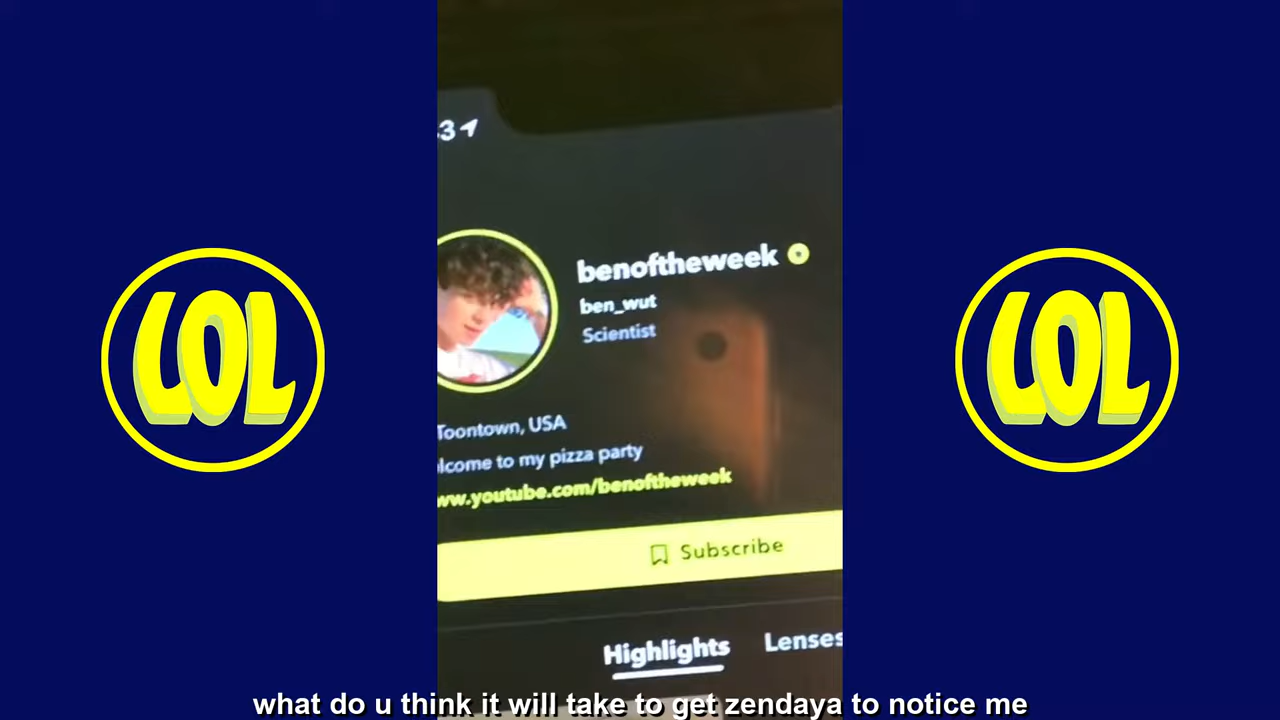 LOL
3
benoftheweek
ben_wut
Scientist
Toontown, USA
lcome to my pizza party
ww.youtube.com/benoftheweek
Subscribe
Highlights Lenses
LOL
what do u think it will take to get zendaya to notice me